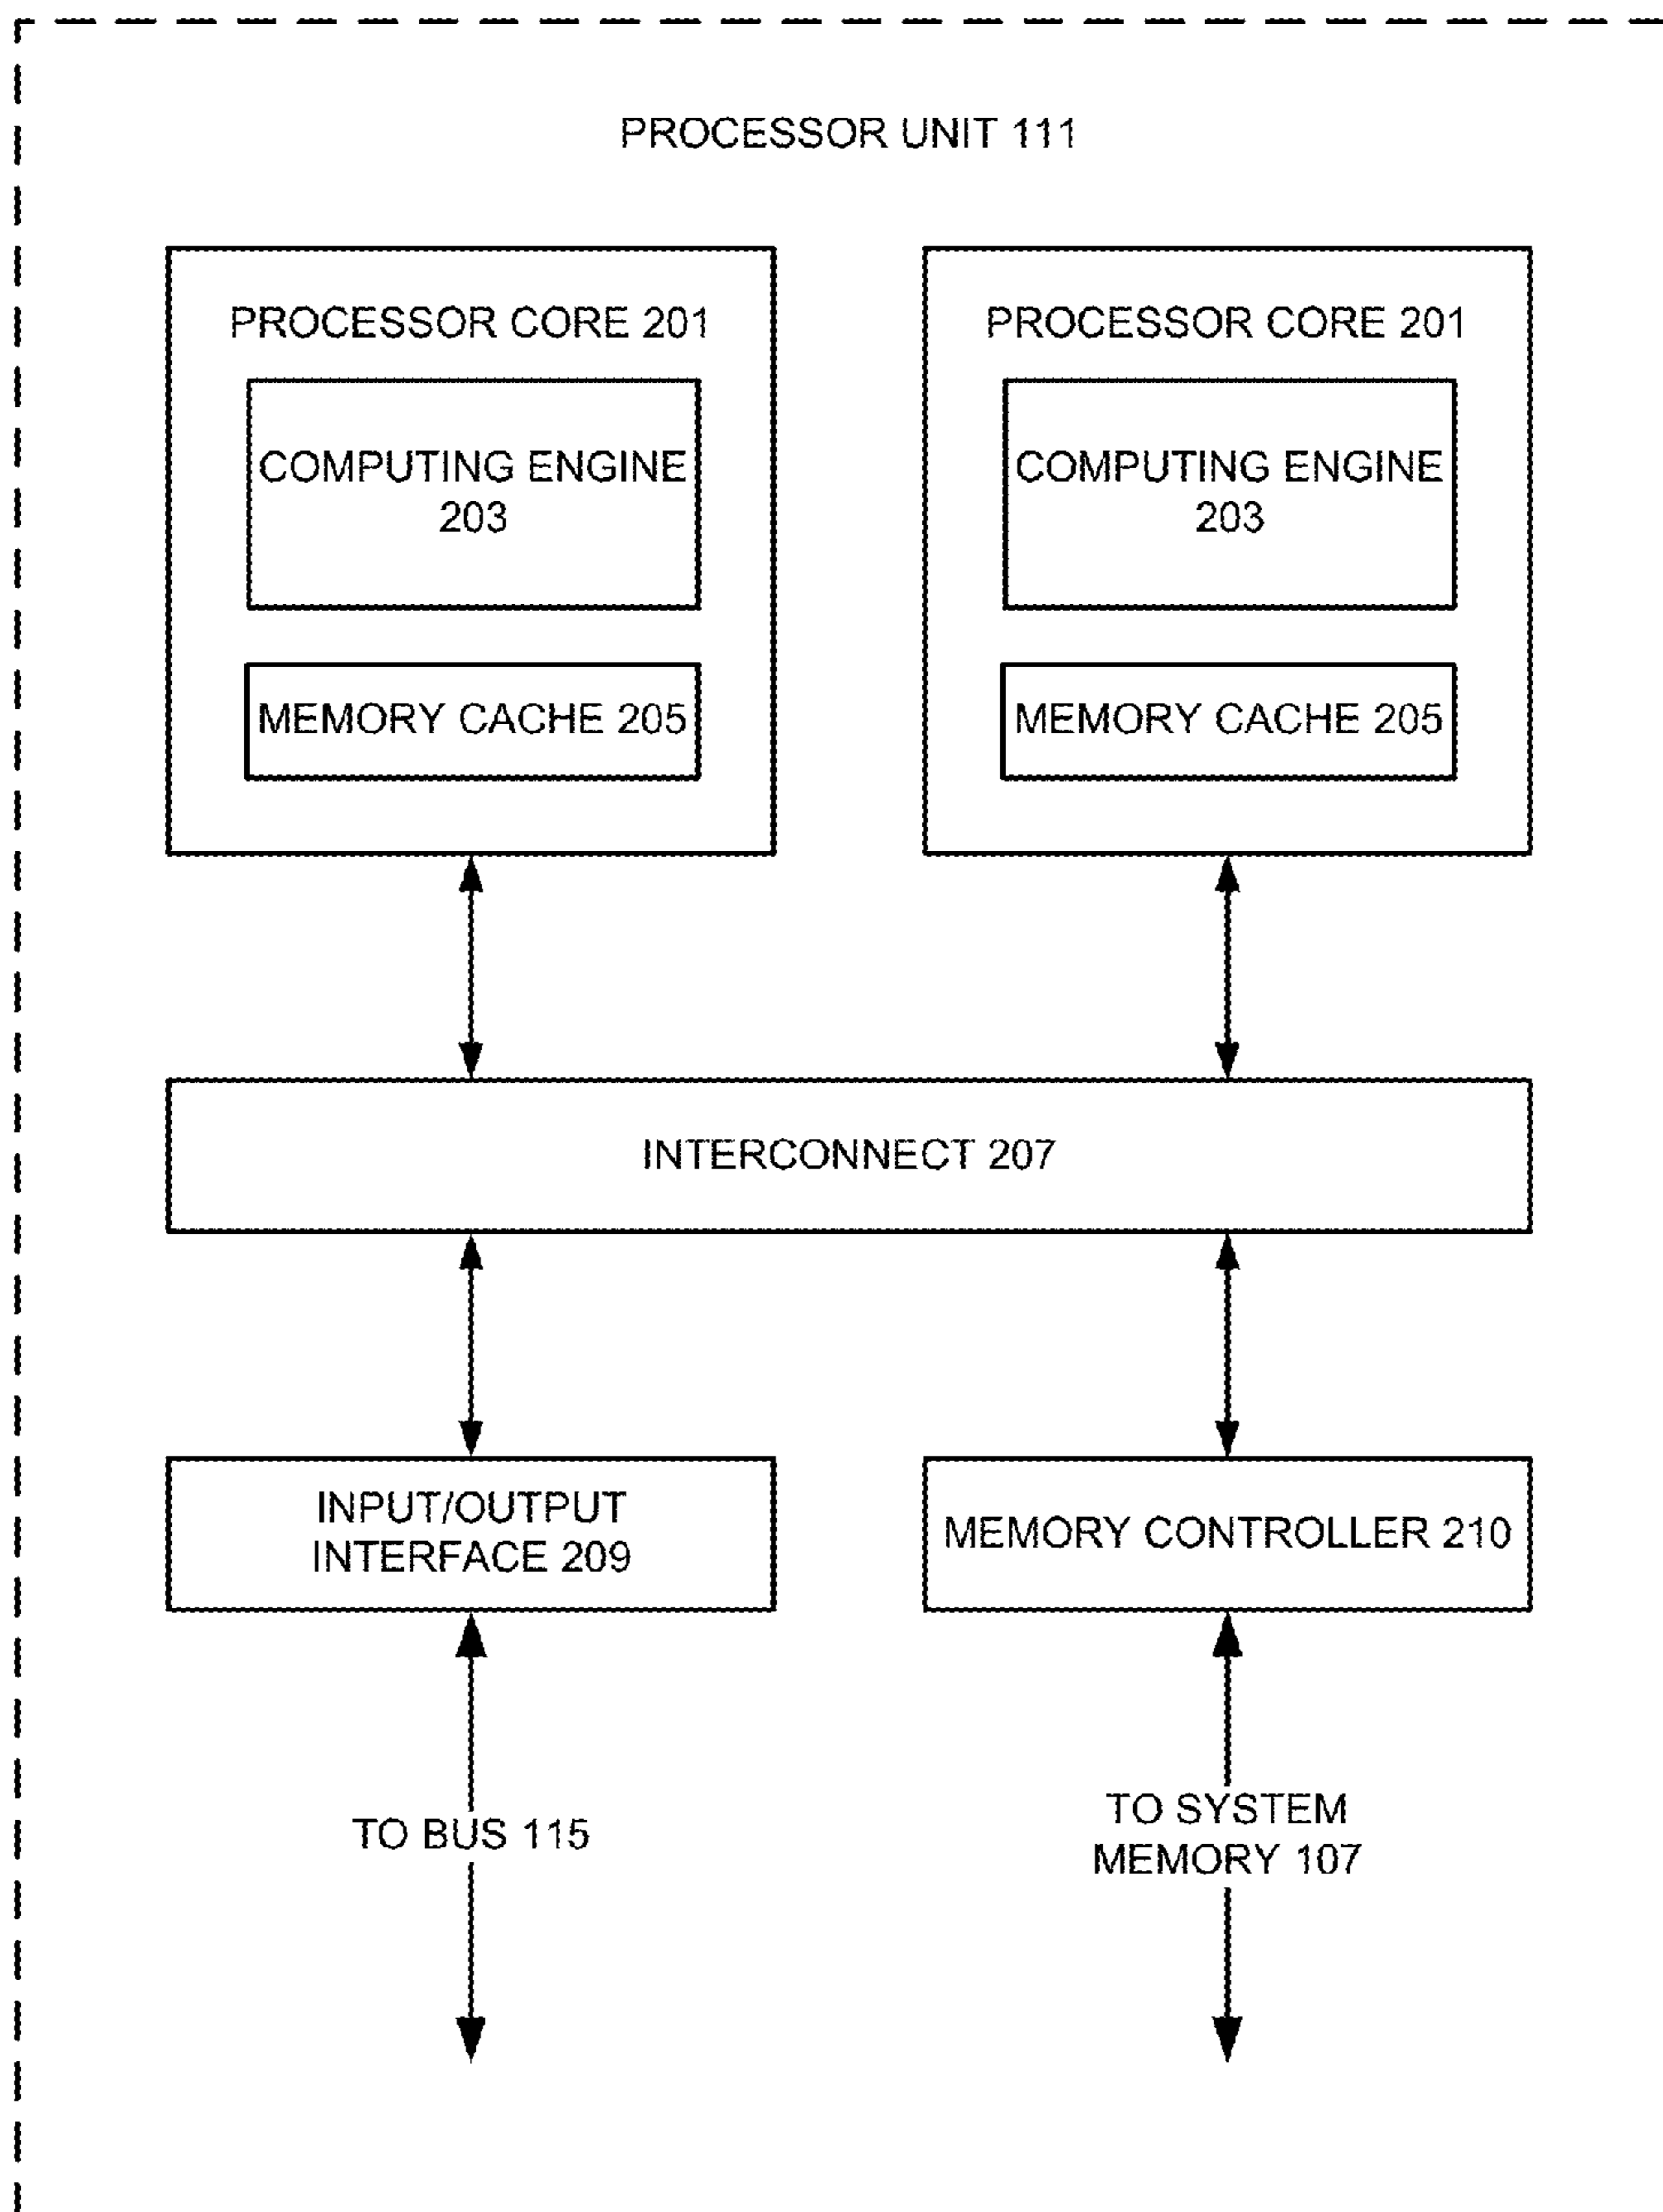 PROCESSOR UNIT 111
PROCESSOR CORE 201
COMPUTING ENGINE
203
MEMORY CACHE 205
PROCESSOR CORE 201
COMPUTING ENGINE
203
MEMORY CACHE 205
INTERCONNECT 207
INPUT/OUTPUT
INTERFACE 209
MEMORY CONTROLLER 210
TO BUS 115
TO SYSTEM
MEMORY 107